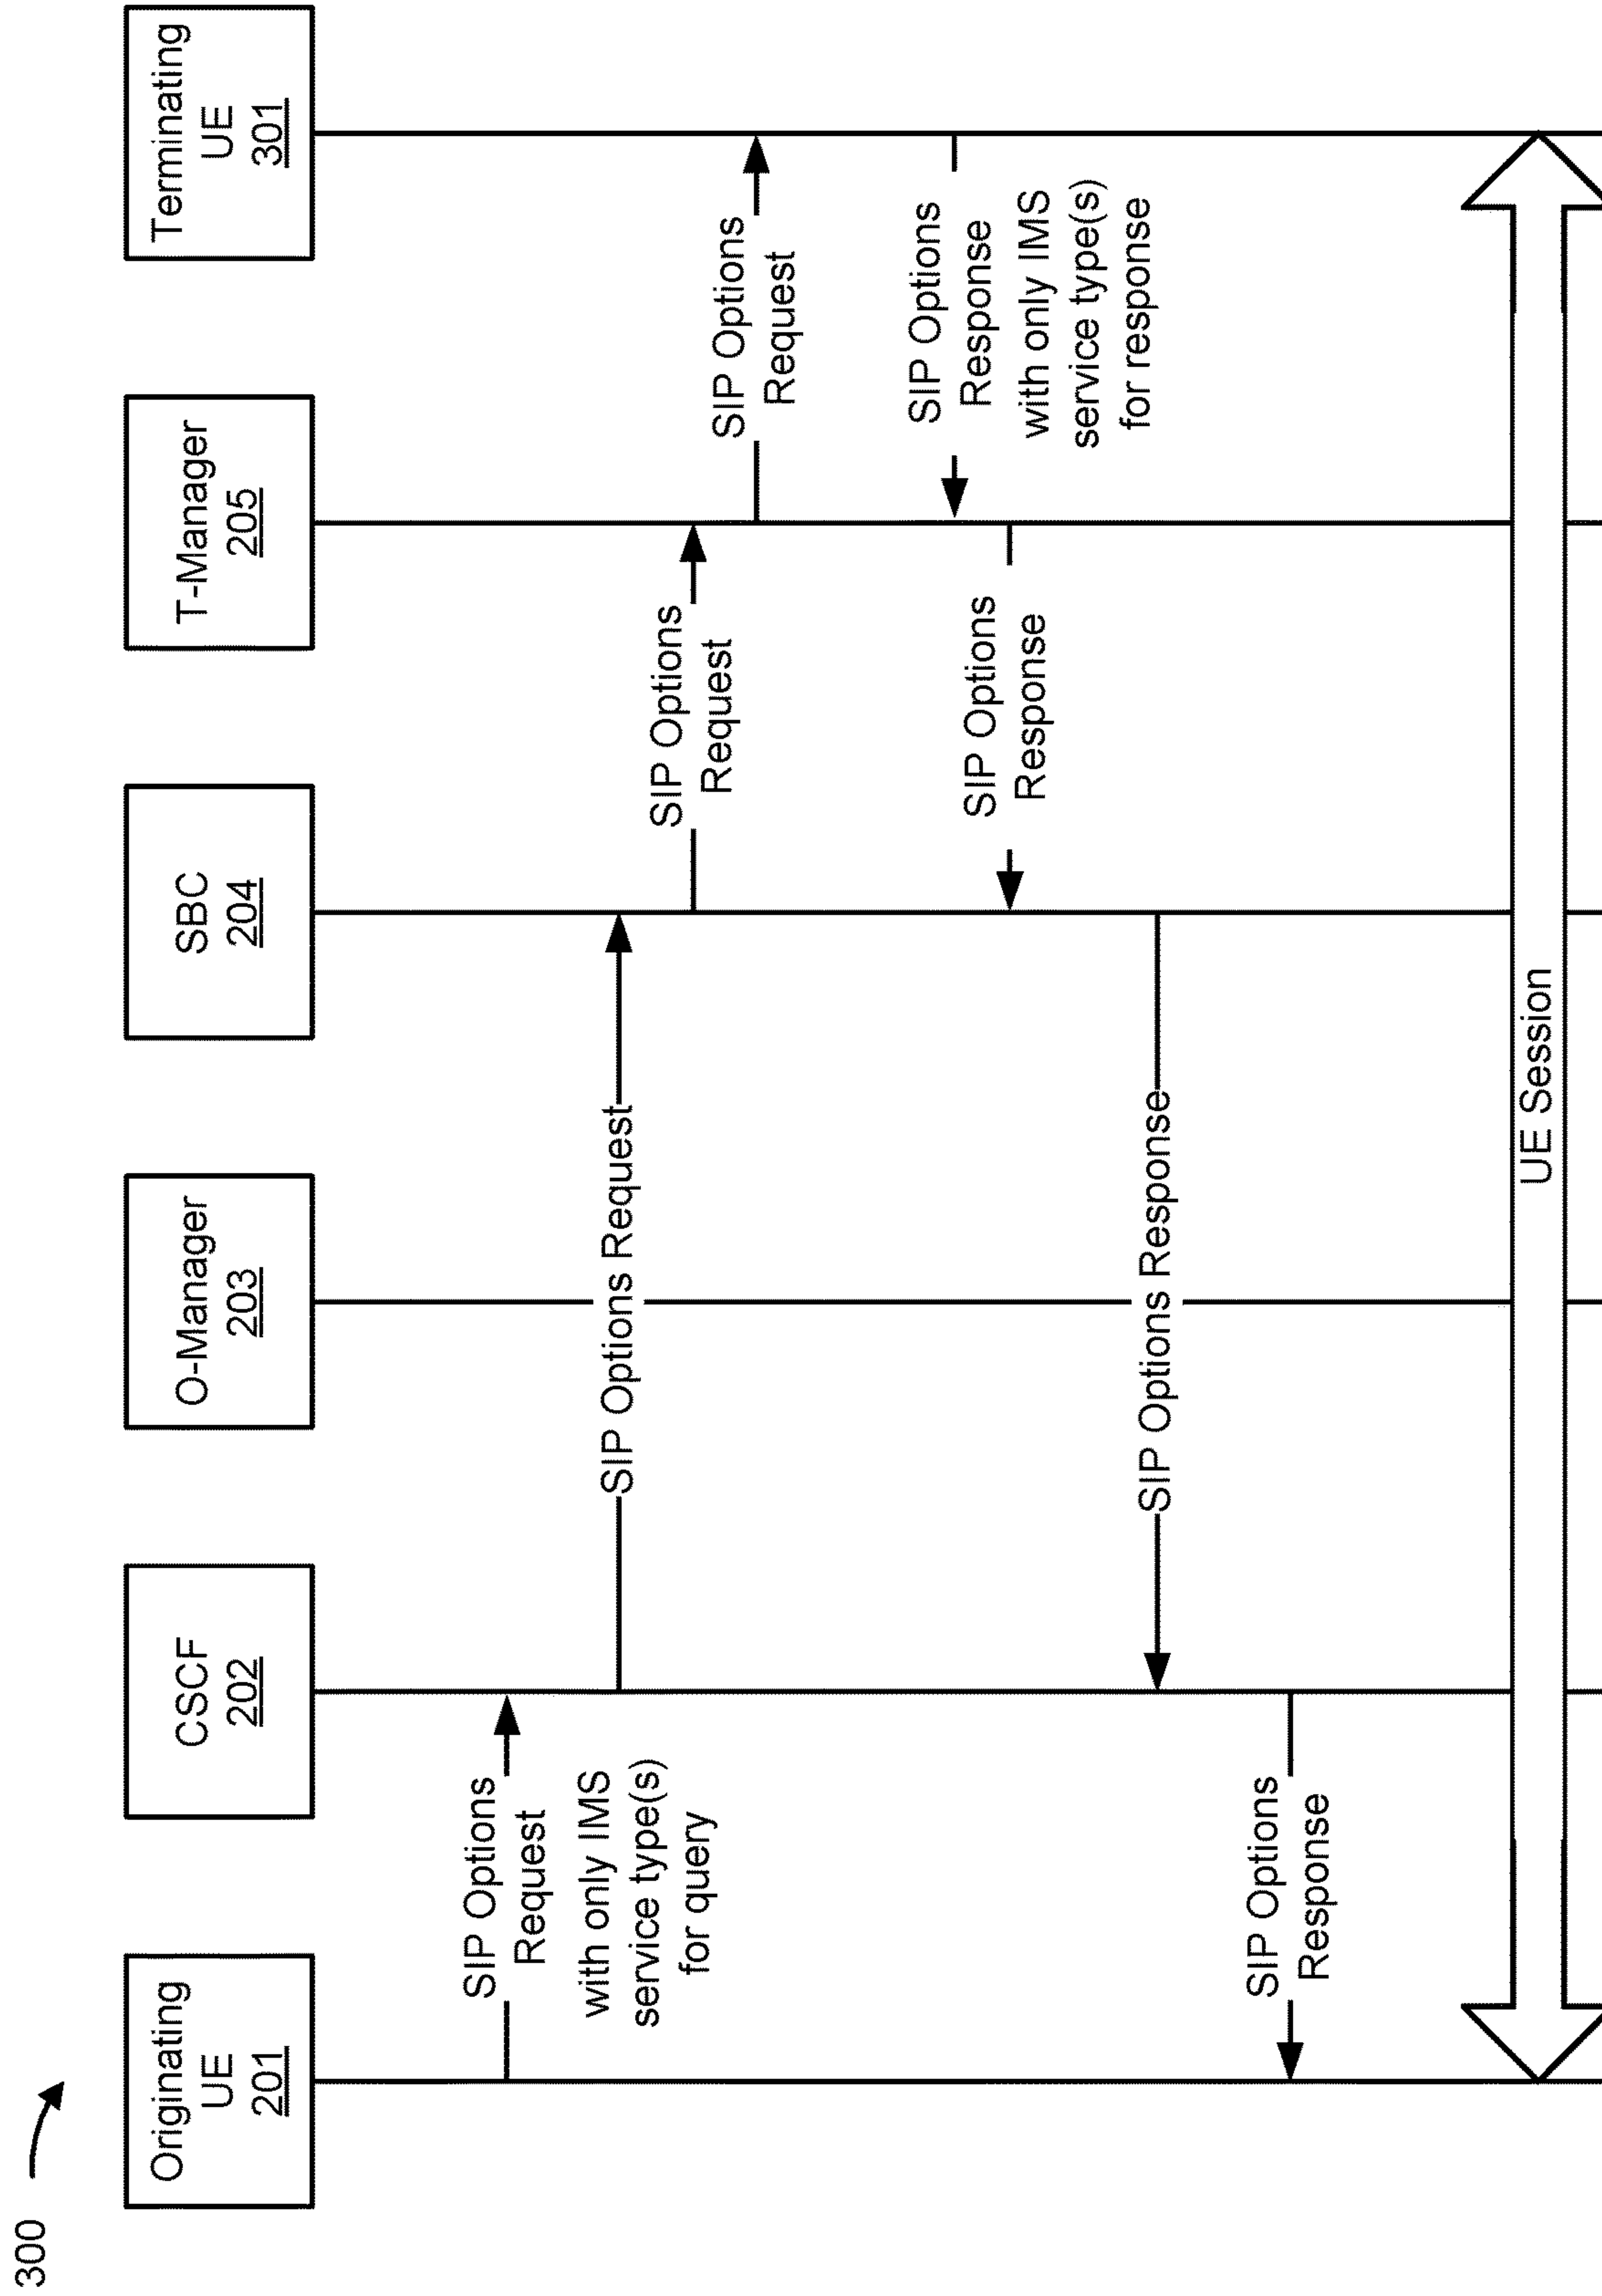 300
Originating
UE
201
CSCF
202
O-Manager
203
SBC
204
T-Manager
205
Terminating
UE
301
SIP Options
Request
with only IMS
service type(s)
for query
SIP Options Request
SIP Options
Request
SIP Options
Request
SIP Options
Response
with only IMS
service type(s)
for response
SIP Options
Response
SIP Options Response
SIP Options
Response
UE Session